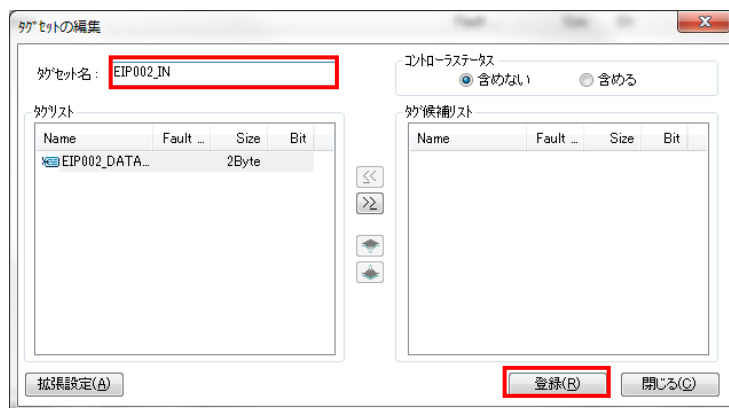 タグセットの編集
タグセット名： EIP002_IN
コントローラステータス
含めない 含める
タグリスト
Name Fault ... Size Bit
EIP002_DATA... 2Byte
<<
>>
タグ候補リスト
Name Fault ... Size Bit
拡張設定(A)
登録(R) 閉じる(C)